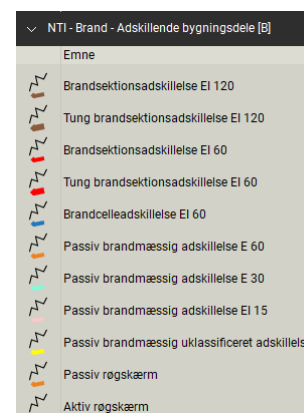 NTI - Brand - Adskillende bygningsdele [B]
Emne
Brandsektionsadskillelse EI 120
Tung brandsektionsadskillelse EI 120
Brandsektionsadskillelse EI 60
Tung brandsektionsadskillelse EI 60
Brandcelleadskillelse EI 60
Passiv brandmæssig adskillelse E 60
Passiv brandmæssig adskillelse E 30
Passiv brandmæssig adskillelse EI 15
Passiv brandmæssig uklassificeret adskillels
Passiv røgskærm
Aktiv røgskærm